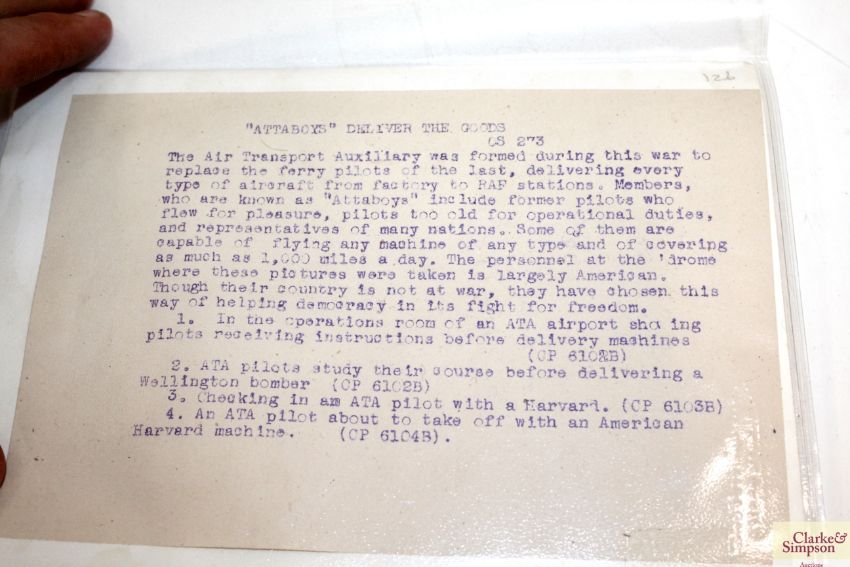 126
"ATTABOYS" DELIVER THE GOODS
CS 273
The Air Transport Auxiliary was formed during this war to
replace the ferry pilots of the last, delivering every
type of aircraft from factory to RAF stations. Members,
who are known as "Attaboys" include former pilots who
flew for pleasure, pilots too old for operational duties,
and representatives of many nations. Some of them are
capable of flying any machine of any type and of covering
as much as 1,000 miles a day. The personnel at the 'drome
where these pictures were taken is largely American.
Though their country is not at war, they have chosen this
way of helping democracy in its fight for freedom.
1. In the operations room of an ATA airport sho ing
pilots receiving instructions before delivery machines
(CP
2. ATA pilots study their course before delivering a
Wellington bomber (CP 6102B)
3. Checking in an ATA pilot with a Harvard. (CP 6103B)
4. An ATA pilot about to take off with an American
Harvard machine. (CP 6104B).
Clarke &
Simpson
Auctions